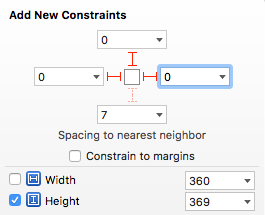 Add New Constraints
0
0 0
7
Spacing to nearest neighbor
Constrain to margins
Width 360
Height 369